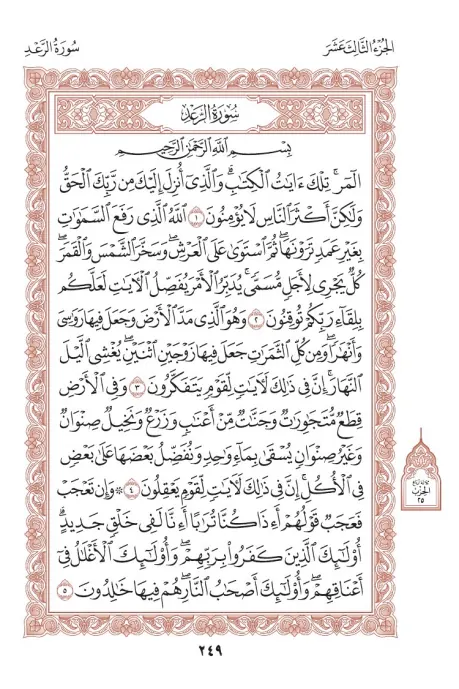 الجُزْءُ الثَّالِثَ عَشَرَ
سُورَةُ الرَّعْدِ
سُورَةُ الرَّعْدِ
بِسْمِ ٱللَّهِ ٱلرَّحْمَٰنِ ٱلرَّحِيمِ
الٓمٓرۚ تِلْكَ ءَايَٰتُ ٱلْكِتَٰبِۗ وَٱلَّذِىٓ أُنزِلَ إِلَيْكَ مِن رَّبِّكَ ٱلْحَقُّ
وَلَٰكِنَّ أَكْثَرَ ٱلنَّاسِ لَا يُؤْمِنُونَ ١ ٱللَّهُ ٱلَّذِى رَفَعَ ٱلسَّمَٰوَٰتِ
بِغَيْرِ عَمَدٍ تَرَوْنَهَاۖ ثُمَّ ٱسْتَوَىٰ عَلَى ٱلْعَرْشِۖ وَسَخَّرَ ٱلشَّمْسَ وَٱلْقَمَرَۖ
كُلٌّ يَجْرِى لِأَجَلٍ مُّسَمًّىۚ يُدَبِّرُ ٱلْأَمْرَ يُفَصِّلُ ٱلْءَايَٰتِ لَعَلَّكُم
بِلِقَآءِ رَبِّكُمْ تُوقِنُونَ ٢ وَهُوَ ٱلَّذِى مَدَّ ٱلْأَرْضَ وَجَعَلَ فِيهَا رَوَٰسِىَ
وَأَنْهَٰرًاۖ وَمِن كُلِّ ٱلثَّمَرَٰتِ جَعَلَ فِيهَا زَوْجَيْنِ ٱثْنَيْنِۖ يُغْشِى ٱلَّيْلَ
ٱلنَّهَارَۚ إِنَّ فِى ذَٰلِكَ لَءَايَٰتٍ لِّقَوْمٍ يَتَفَكَّرُونَ ٣ وَفِى ٱلْأَرْضِ
قِطَعٌ مُّتَجَٰوِرَٰتٌ وَجَنَّٰتٌ مِّنْ أَعْنَٰبٍ وَزَرْعٌ وَنَخِيلٌ صِنْوَانٌ
وَغَيْرُ صِنْوَانٍ يُسْقَىٰ بِمَآءٍ وَٰحِدٍ وَنُفَضِّلُ بَعْضَهَا عَلَىٰ بَعْضٍ
فِى ٱلْأُكُلِۚ إِنَّ فِى ذَٰلِكَ لَءَايَٰتٍ لِّقَوْمٍ يَعْقِلُونَ ٤ ۞ وَإِن تَعْجَبْ
فَعَجَبٌ قَوْلُهُمْ أَءِذَا كُنَّا تُرَٰبًا أَءِنَّا لَفِى خَلْقٍ جَدِيدٍۗ
أُو۟لَٰٓئِكَ ٱلَّذِينَ كَفَرُوا۟ بِرَبِّهِمْۖ وَأُو۟لَٰٓئِكَ ٱلْأَغْلَٰلُ فِىٓ
أَعْنَاقِهِمْۖ وَأُو۟لَٰٓئِكَ أَصْحَٰبُ ٱلنَّارِۖ هُمْ فِيهَا خَٰلِدُونَ ٥
الحزب
٢٥
٢٤٩